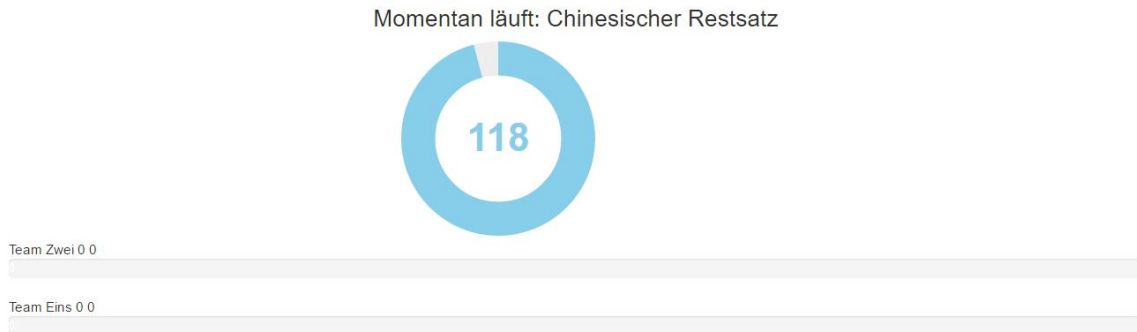 Momentan läuft: Chinesischer Restsatz
118
Team Zwei 0 0
Team Eins 0 0